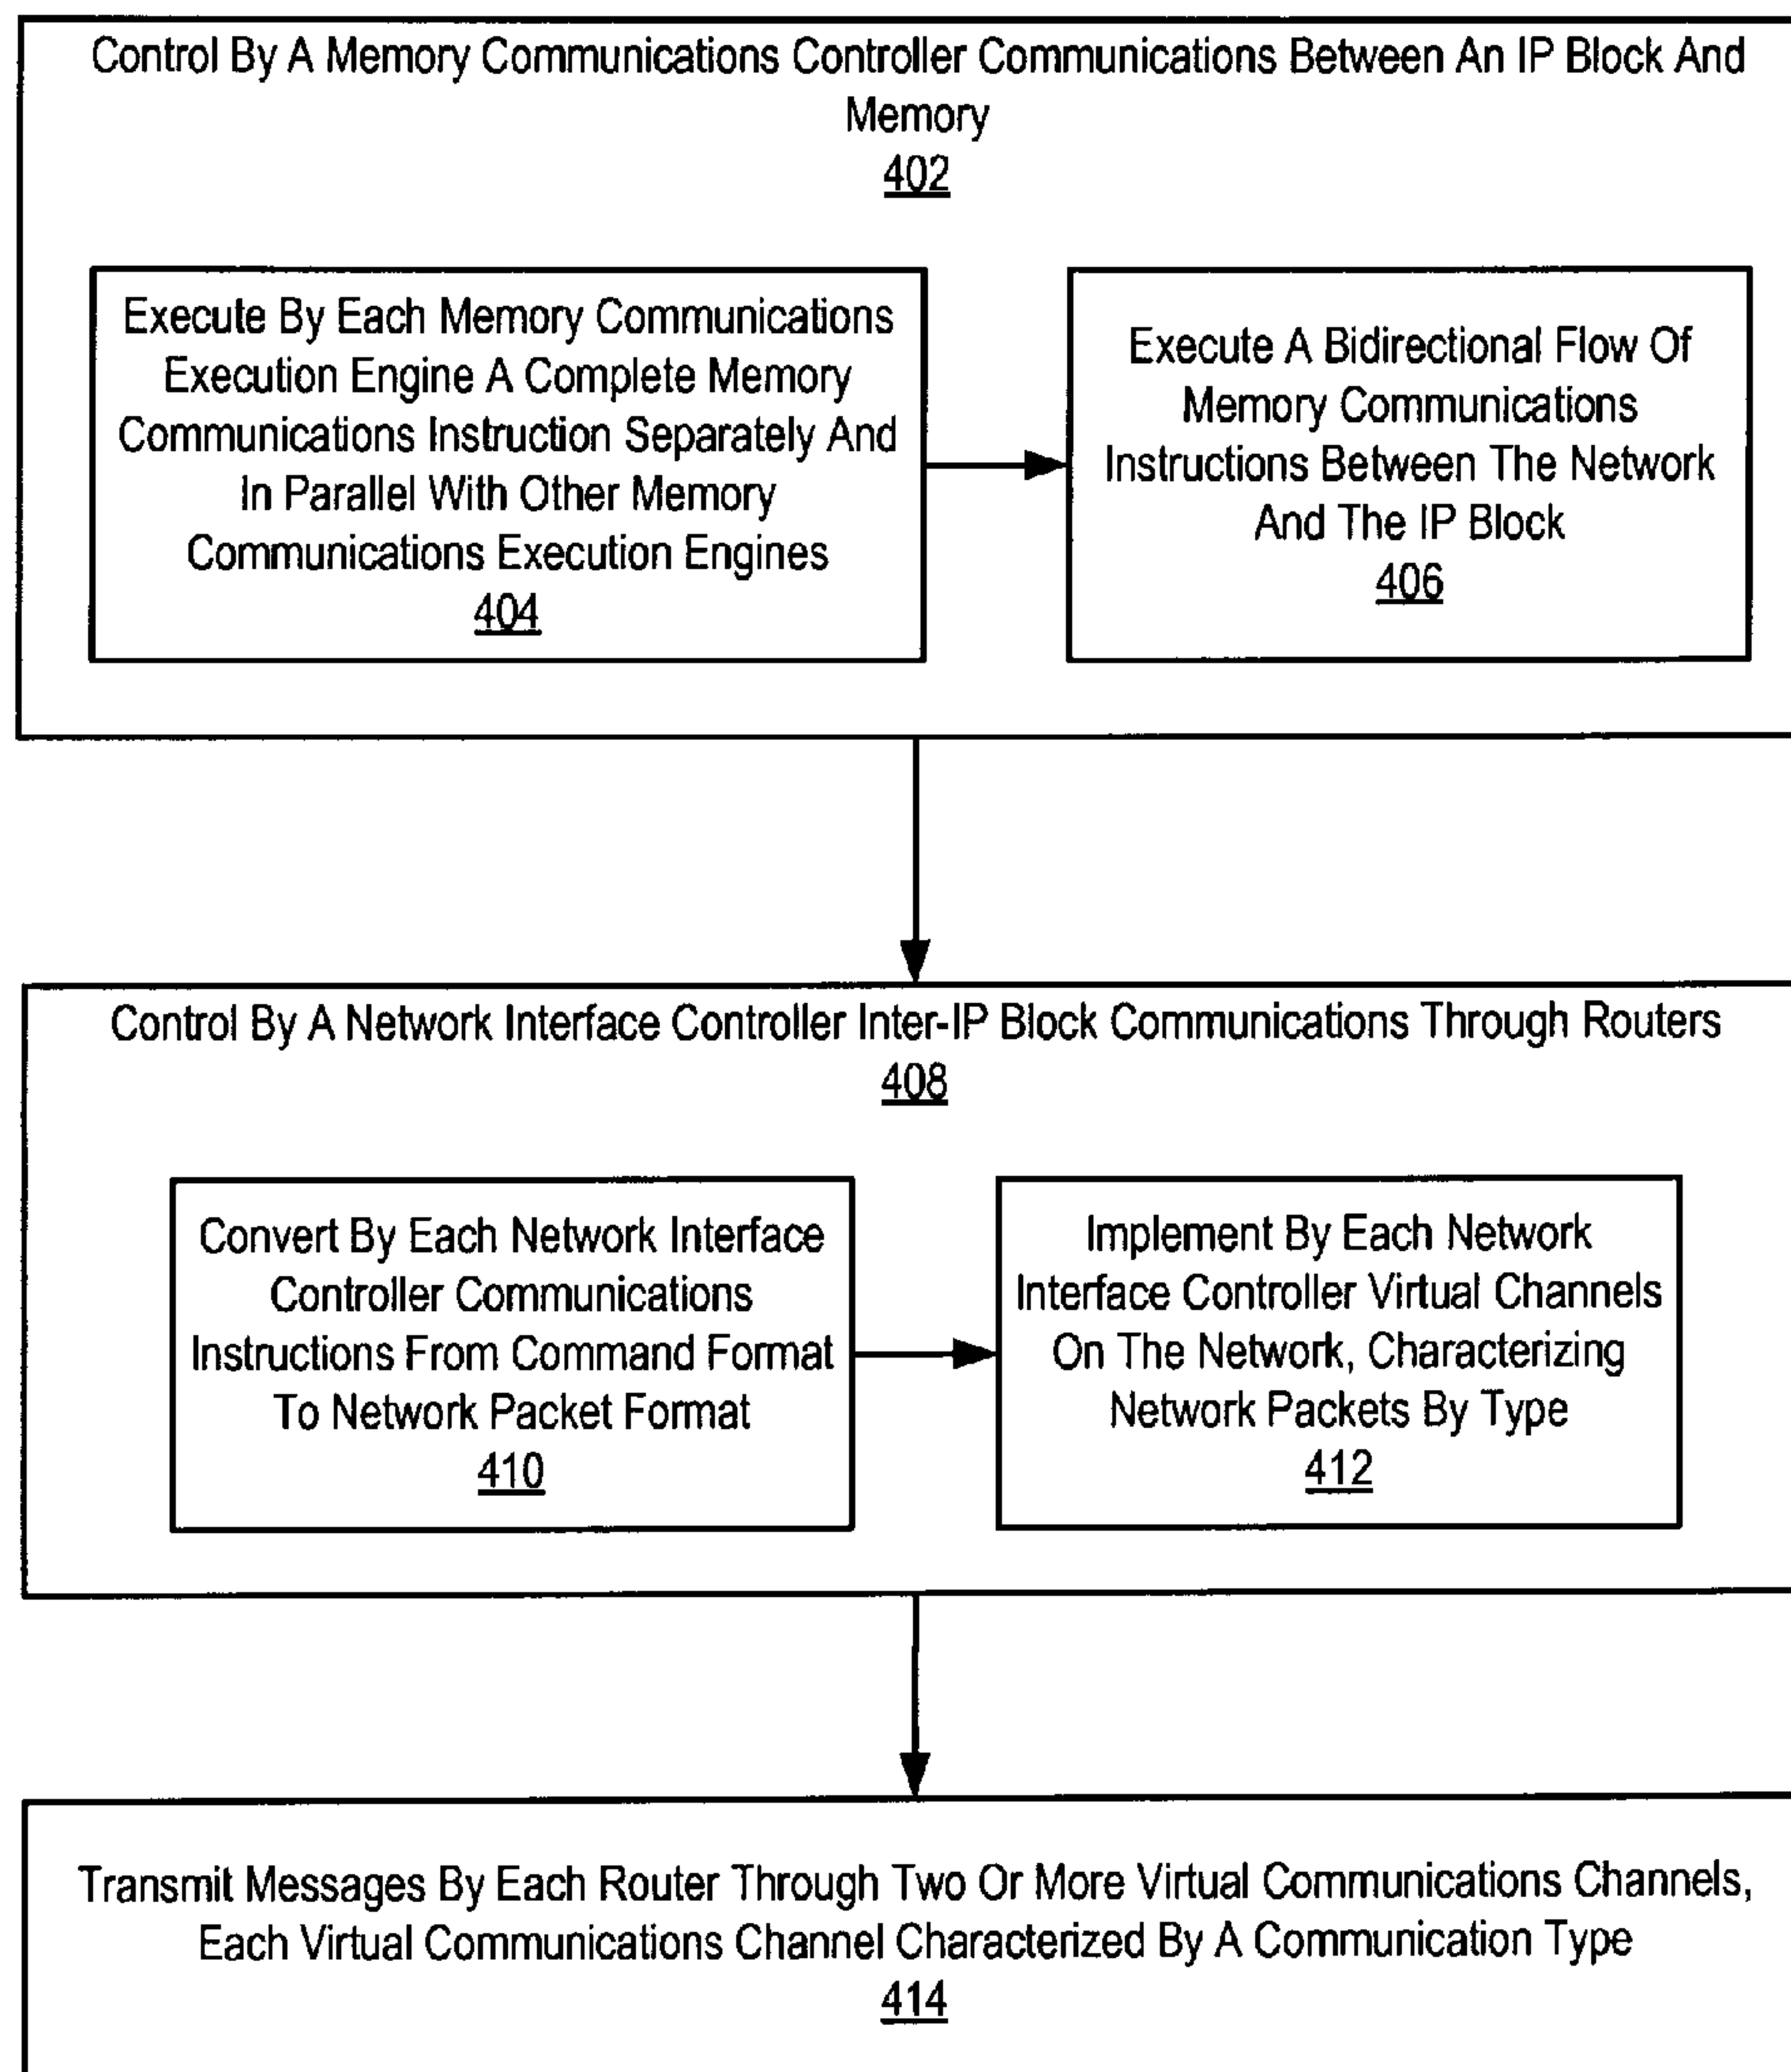 Control By A Memory Communications Controller Communications Between An IP Block And
Memory
402
Execute By Each Memory Communications
Execution Engine A Complete Memory
Communications Instruction Separately And
In Parallel With Other Memory
Communications Execution Engines
404
Execute A Bidirectional Flow Of
Memory Communications
Instructions Between The Network
And The IP Block
406
Control By A Network Interface Controller Inter-IP Block Communications Through Routers
408
Convert By Each Network Interface
Controller Communications
Instructions From Command Format
To Network Packet Format
410
Implement By Each Network
Interface Controller Virtual Channels
On The Network, Characterizing
Network Packets By Type
412
Transmit Messages By Each Router Through Two Or More Virtual Communications Channels,
Each Virtual Communications Channel Characterized By A Communication Type
414